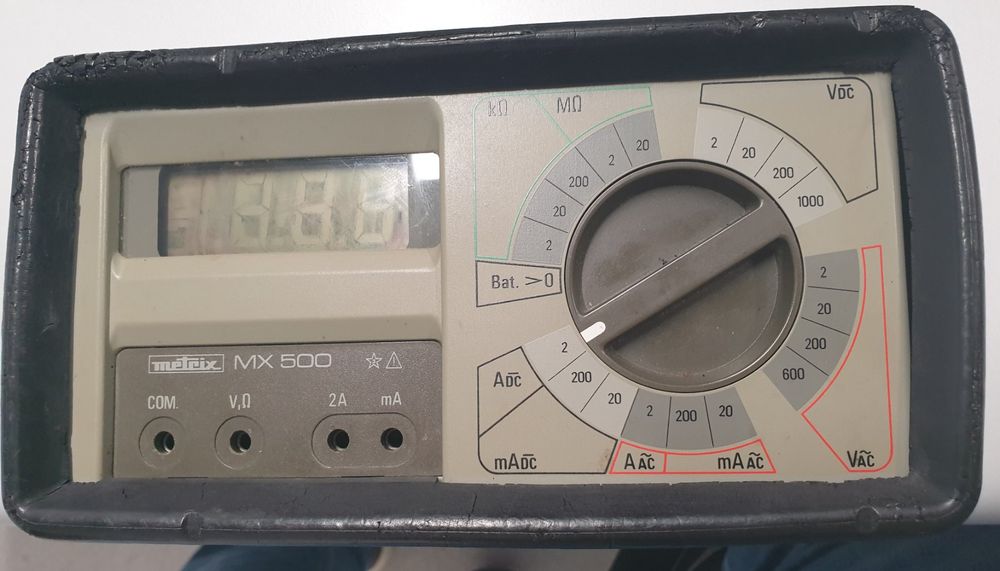 kΩ MΩ
2 20 200 2 20
V DC
2 20 200 1000
Bat. >0
metrix MX 500
COM. V,Ω 2A mA
A DC
mA DC
2 200 20
2 200 20
A AC mA AC
2 20 200 600
V AC